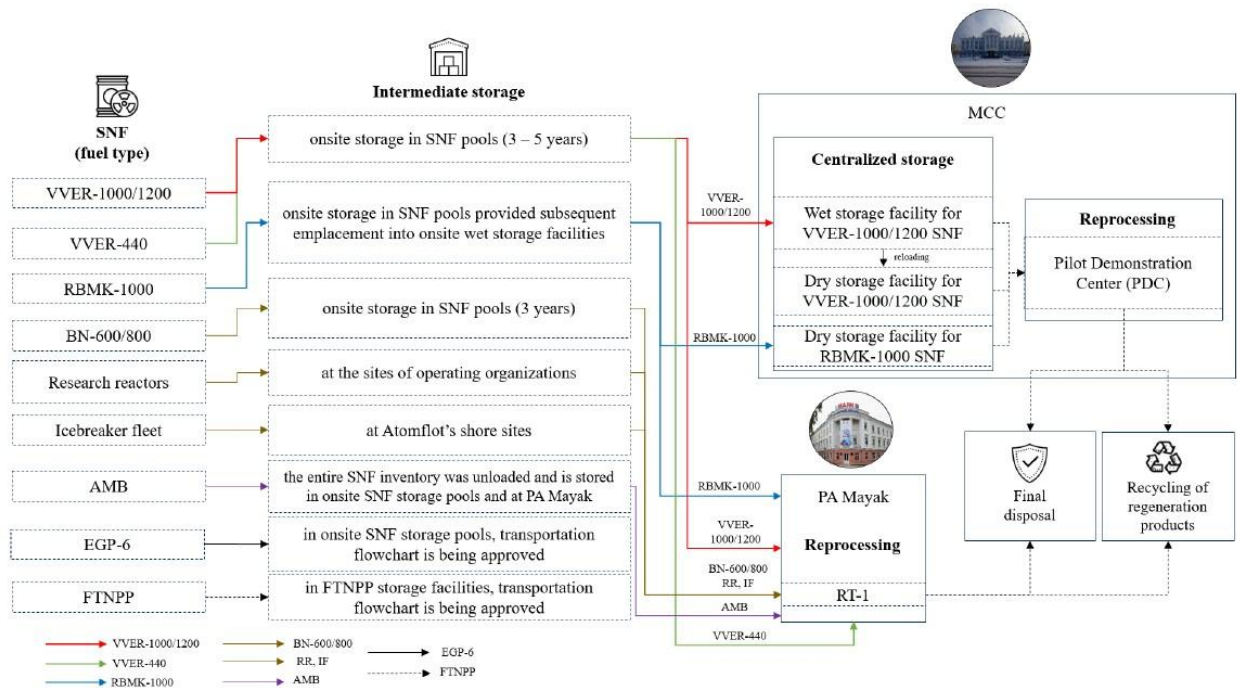 SNF
(fuel type)
VVER-1000/1200
VVER-440
RBMK-1000
BN-600/800
Research reactors
Icebreaker fleet
AMB
EGP-6
FTNPP
Intermediate storage
onsite storage in SNF pools (3 – 5 years)
onsite storage in SNF pools provided subsequent
emplacement into onsite wet storage facilities
onsite storage in SNF pools (3 years)
at the sites of operating organizations
at Atomflot’s shore sites
the entire SNF inventory was unloaded and is stored
in onsite SNF storage pools and at PA Mayak
in onsite SNF storage pools, transportation
flowchart is being approved
in FTNPP storage facilities, transportation
flowchart is being approved
VVER-
1000/1200
RBMK-1000
RBMK-1000
VVER-
1000/1200
BN-600/800
RR, IF
AMB
VVER-440
MCC
Centralized storage
Wet storage facility for
VVER-1000/1200 SNF
reloading
Dry storage facility for
VVER-1000/1200 SNF
Dry storage facility for
RBMK-1000 SNF
Reprocessing
Pilot Demonstration
Center (PDC)
PA Mayak
Reprocessing
RT-1
Final
disposal
Recycling of
regeneration
products
VVER-1000/1200
VVER-440
RBMK-1000
BN-600/800
RR, IF
AMB
EGP-6
FTNPP